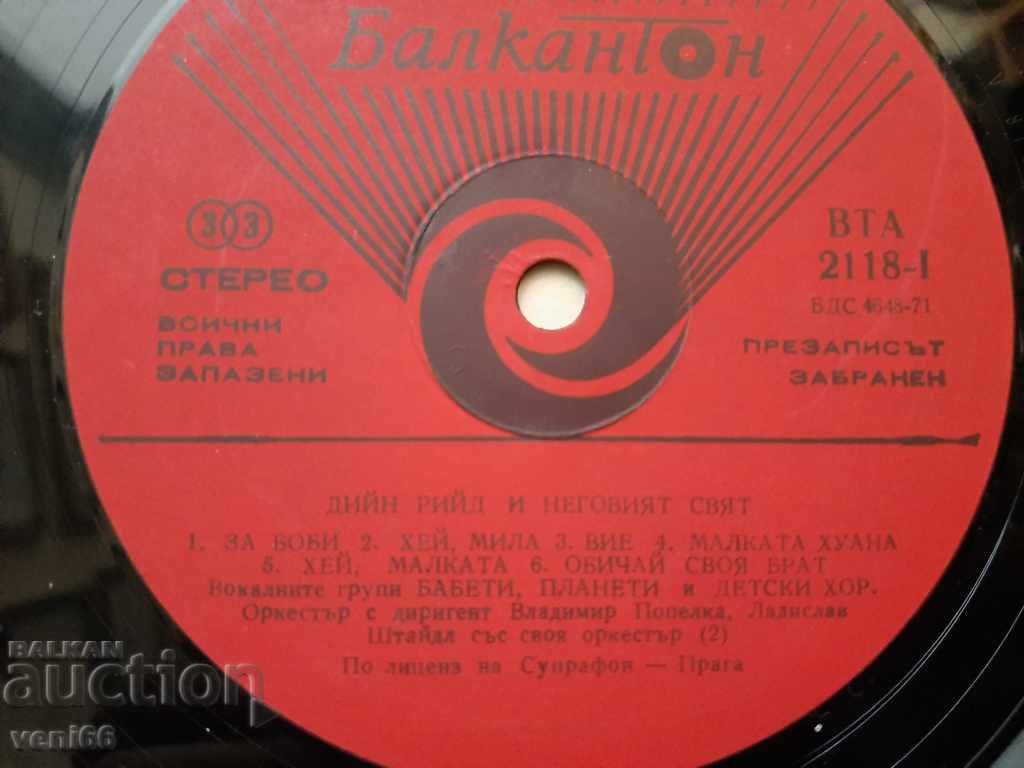 Балкантон
33
СТЕРЕО
ВСИЧНИ
ПРАВА
ЗАПАЗЕНИ
ВТА
2118-I
БДС 4648-71
ПРЕЗАПИСЪТ
ЗАБРАНЕН
ДИЙН РИЙД И НЕГОВИЯТ СВЯТ
1. ЗА БОБИ 2. ХЕЙ, МИЛА 3. ВИЕ 4. МАЛКАТА ХУАНА
5. ХЕЙ, МАЛКАТА 6. ОБИЧАЙ СВОЯ БРАТ
Вокалните групи БАБЕТИ, ПЛАНЕТИ и ДЕТСКИ ХОР.
Оркестър с диригент Владимир Попелка, Ладислав
Штайдл със своя оркестър (2)
По лиценз на Супрафон — Прага
BALKAN
auction
veni66